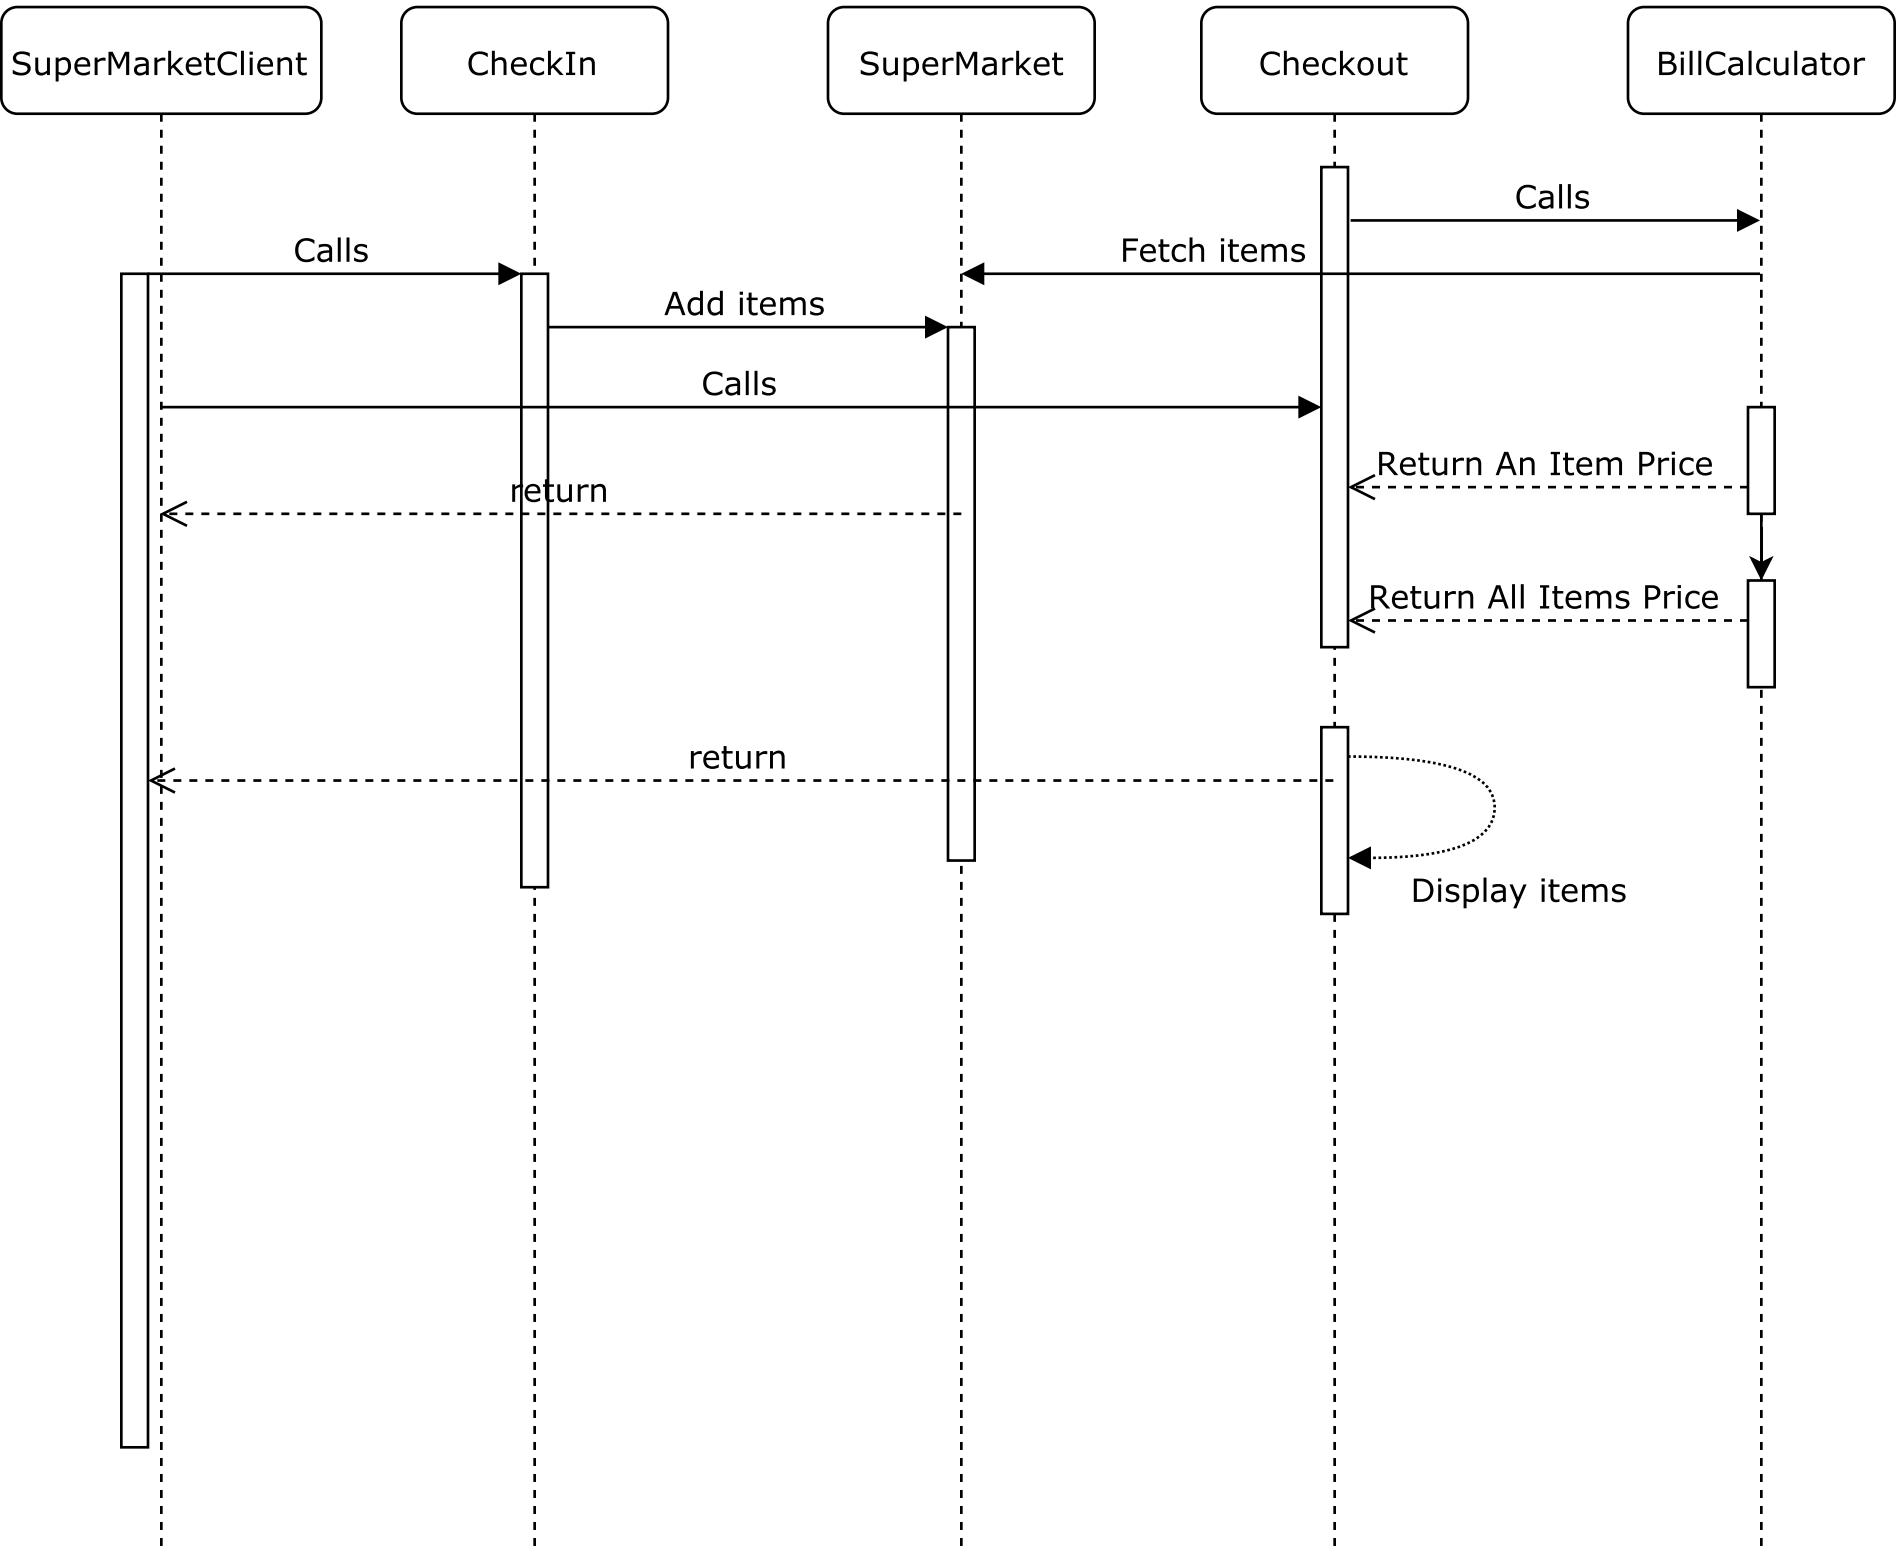 SuperMarketClient
CheckIn
SuperMarket
Checkout
BillCalculator
Calls
Calls
Fetch items
Add items
Calls
Return An Item Price
return
Return All Items Price
return
Display items